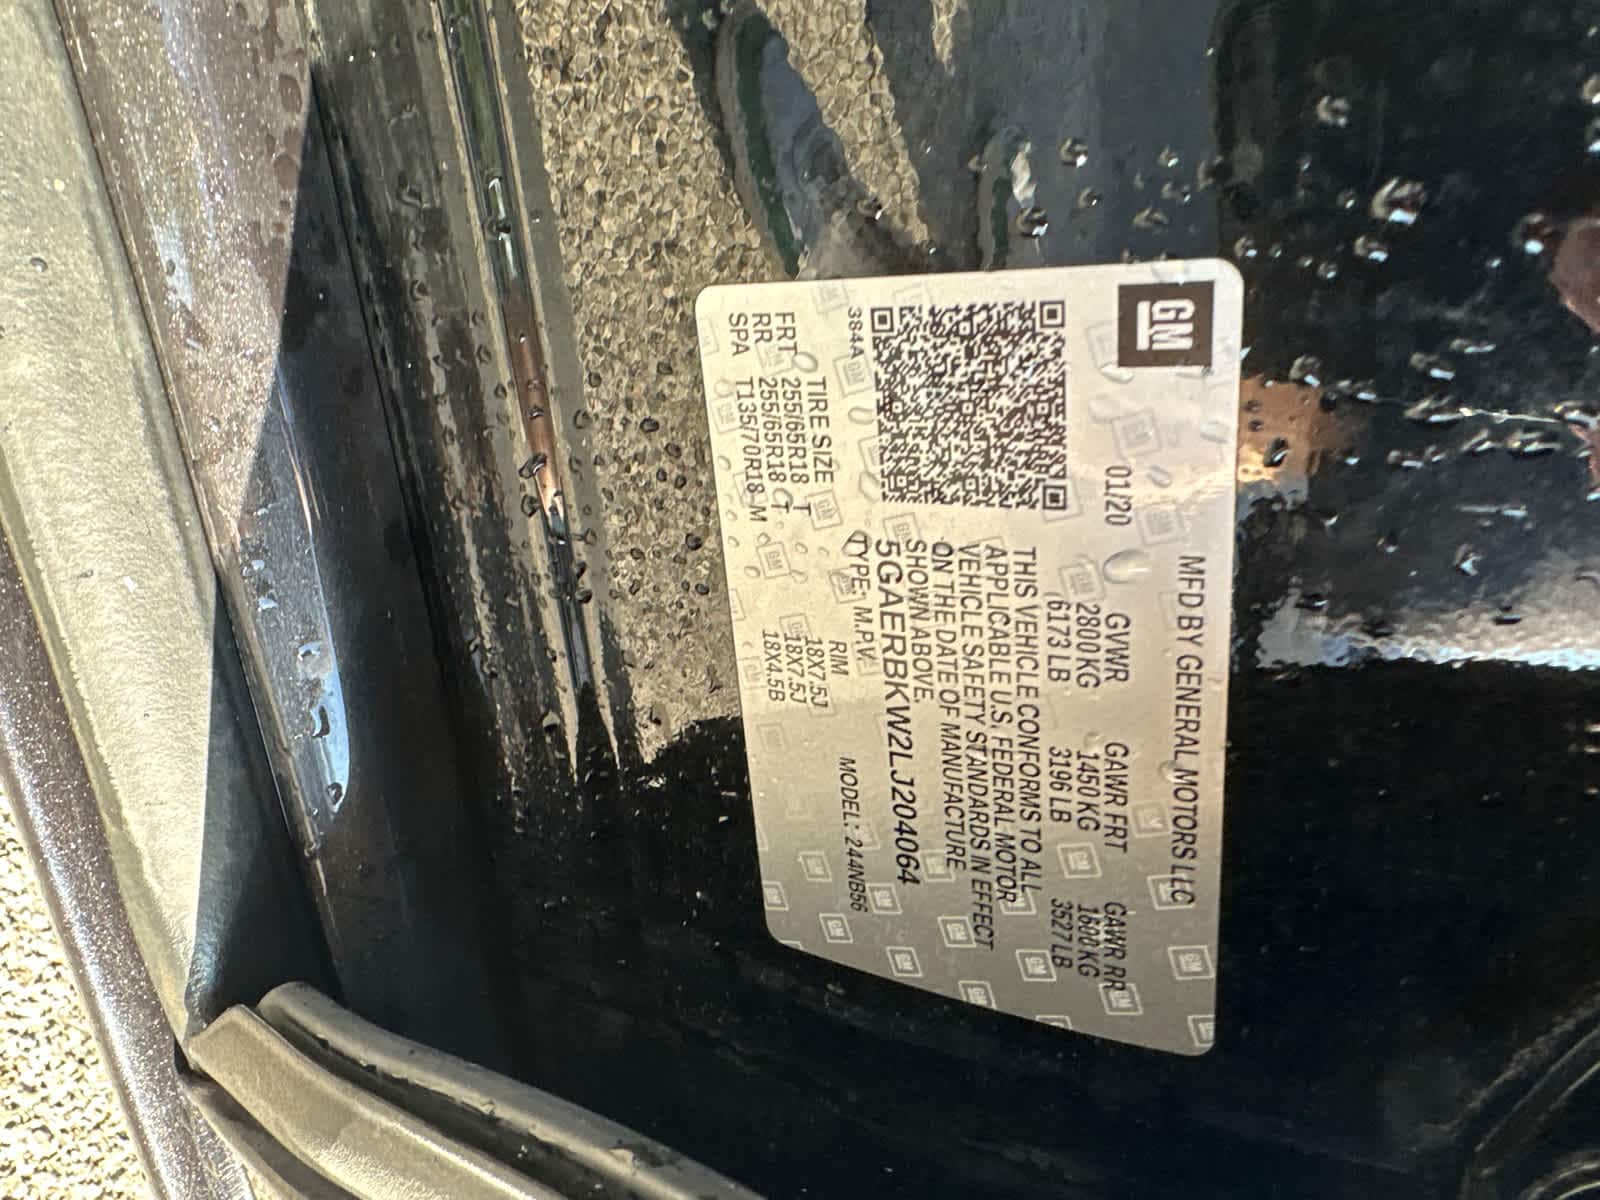 GM
MFD BY GENERAL MOTORS LLC
01/20 GVWR GAWR FRT GAWR RR
2800 KG 1450 KG 1600 KG
6173 LB 3196 LB 3527 LB
THIS VEHICLE CONFORMS TO ALL
APPLICABLE U.S. FEDERAL MOTOR
VEHICLE SAFETY STANDARDS IN EFFECT
ON THE DATE OF MANUFACTURE
SHOWN ABOVE.
5GAERBKW2LJ204064
384A TYPE: M.P.V. MODEL: 244NB56
TIRE SIZE RIM
FRT 255/65R18 T 18X7.5J
RR 255/65R18 T 18X7.5J
SPA T135/70R18 M 18X4.5B